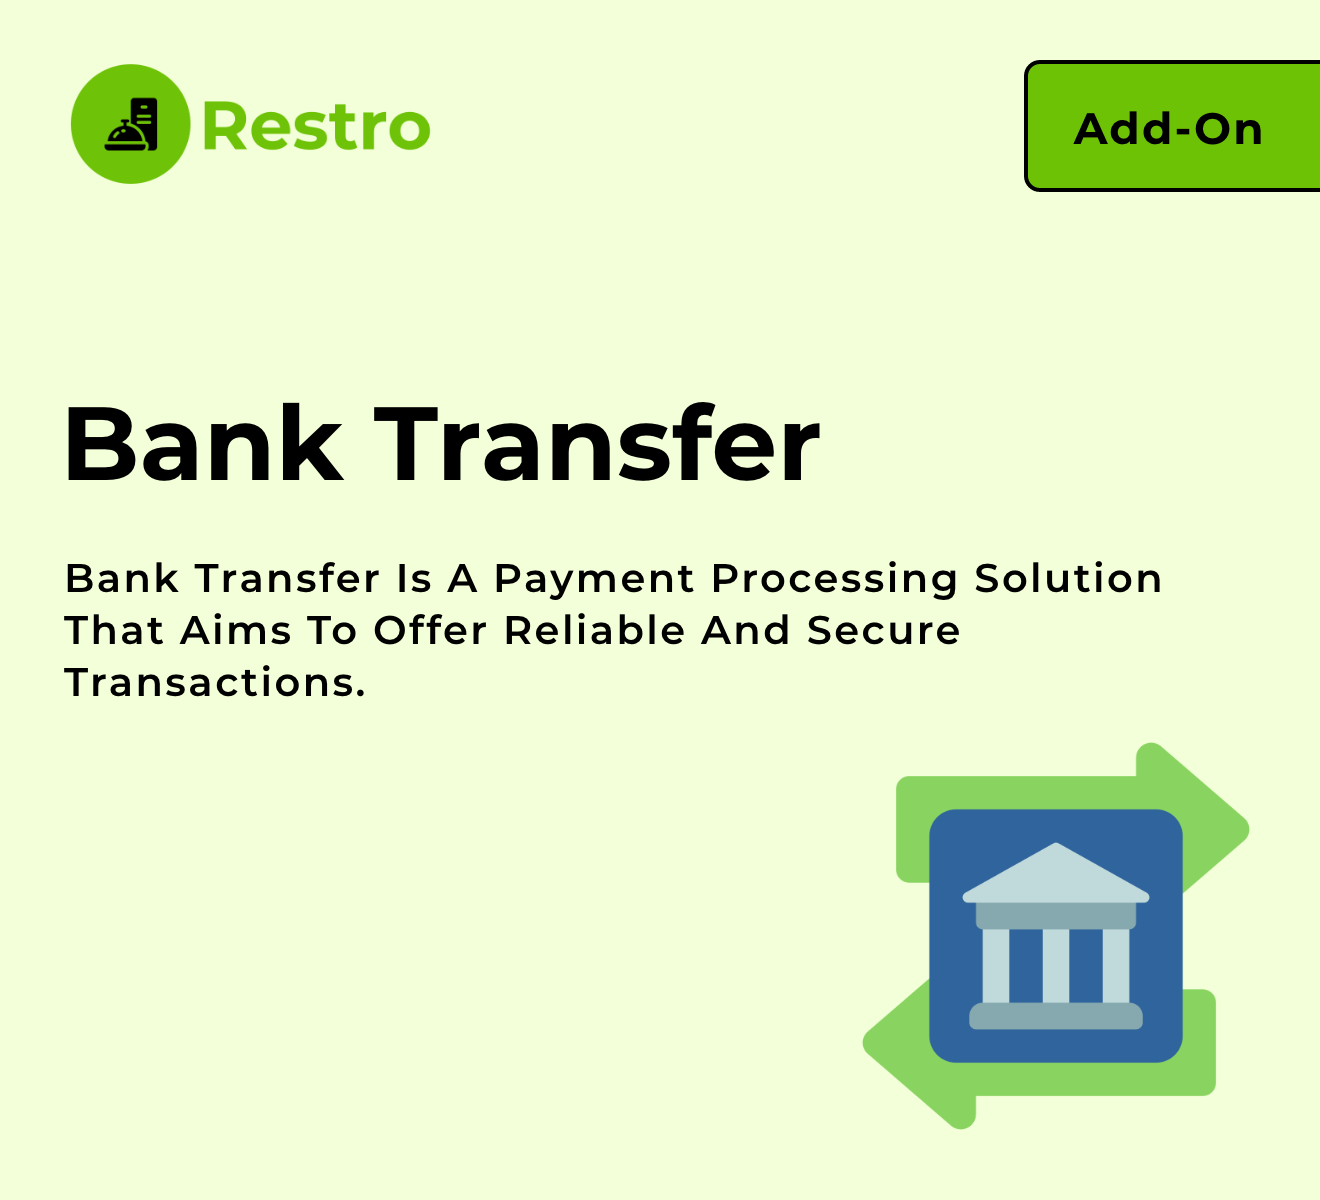 Restro
Add-On
Bank Transfer
Bank Transfer Is A Payment Processing Solution
That Aims To Offer Reliable And Secure
Transactions.